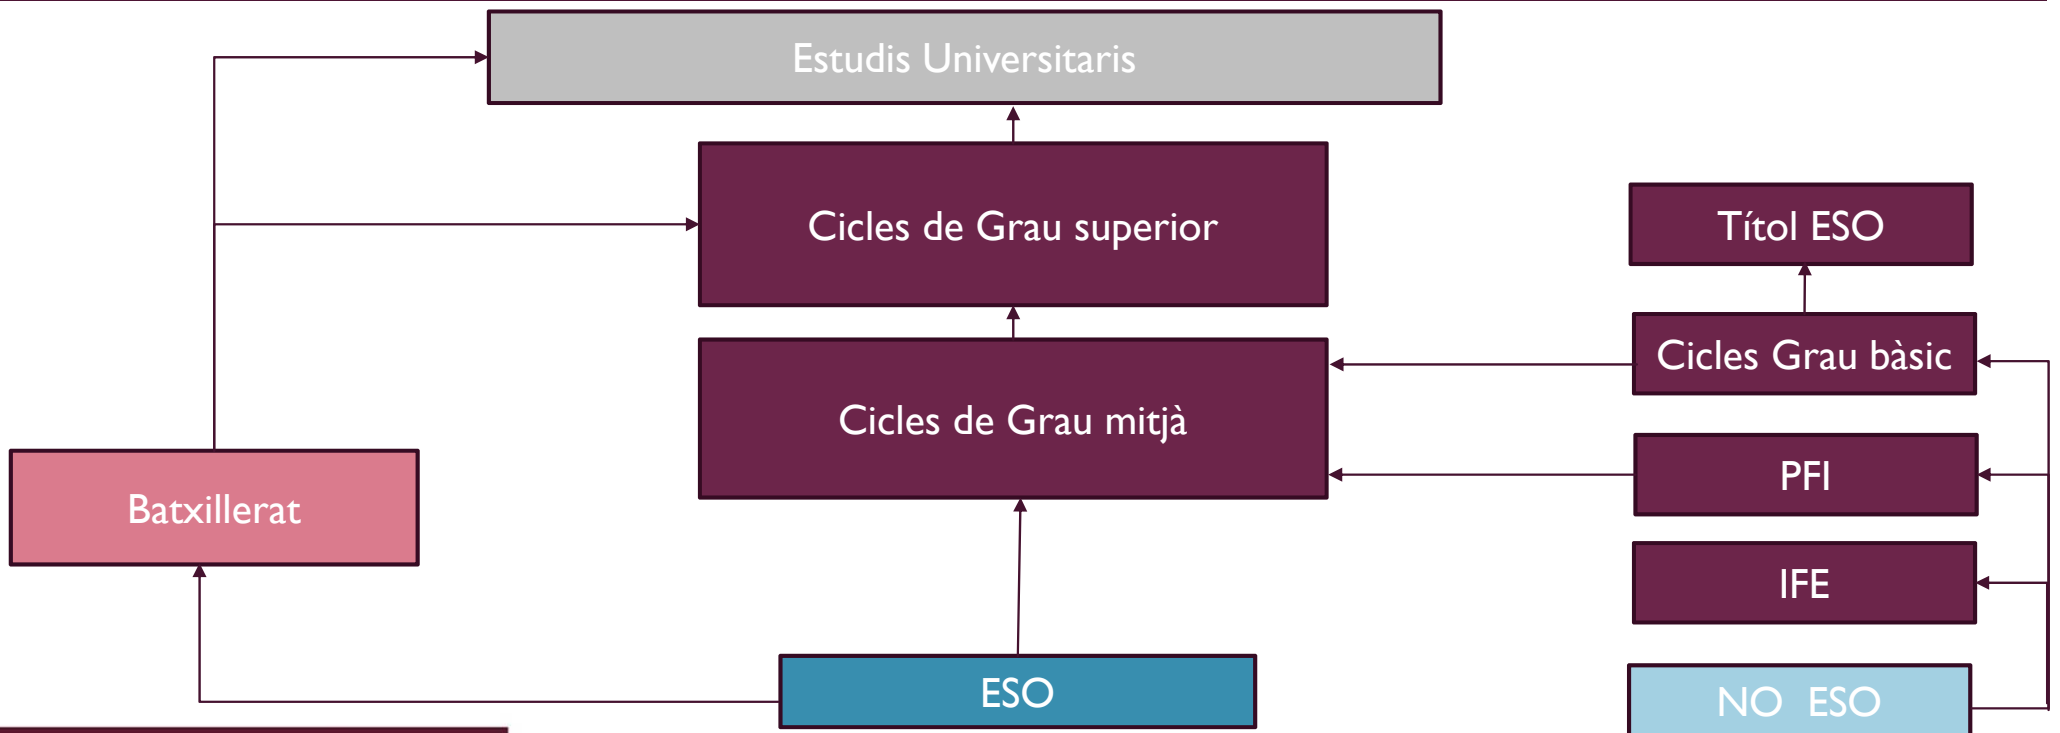 Estudis Universitaris
Cicles de Grau superior
Títol ESO
Cicles Grau bàsic
Cicles de Grau mitjà
PFI
Batxillerat
IFE
ESO
NO ESO